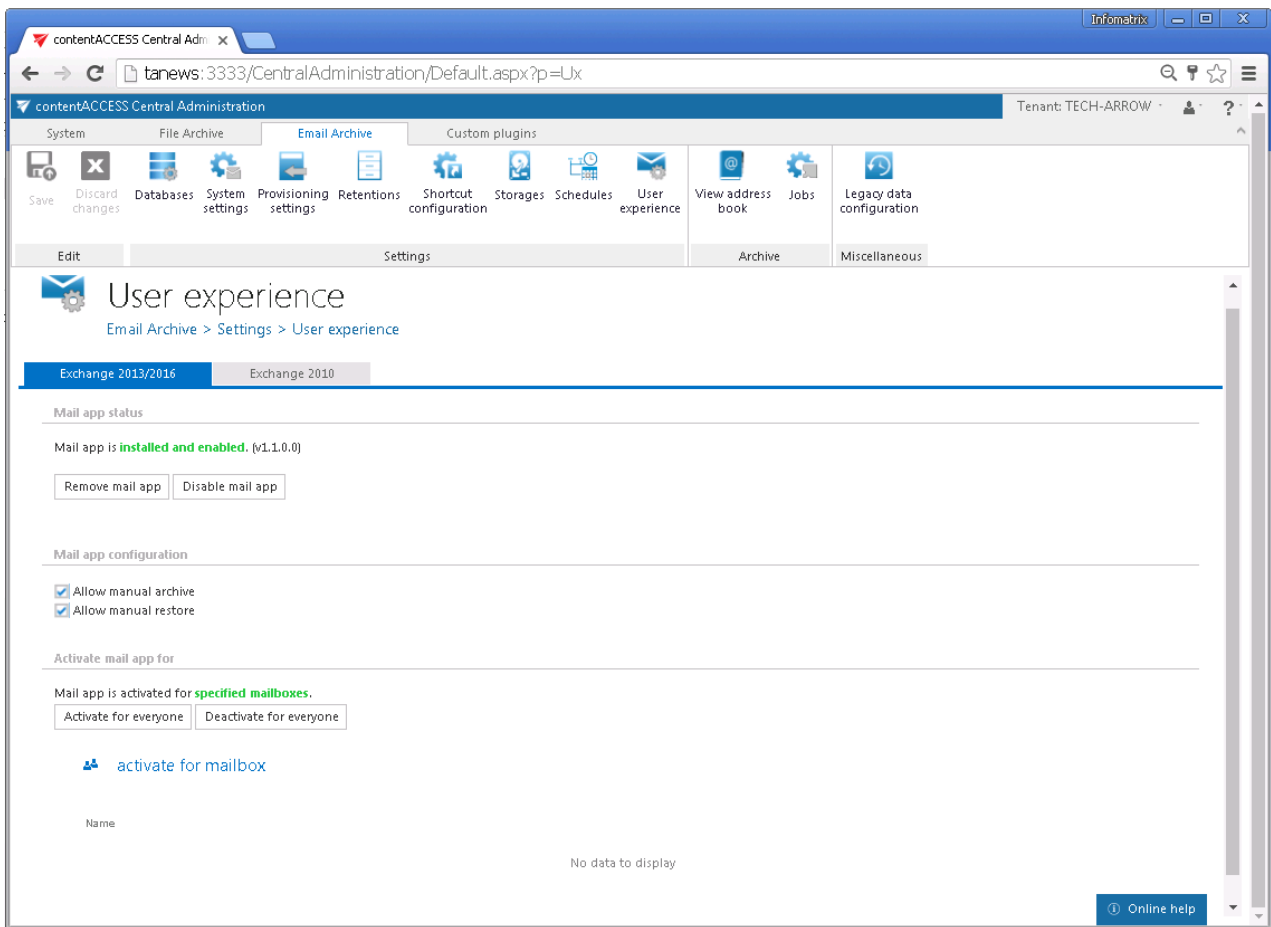 Infomatrix
contentACCESS Central Adm
tanews:3333/CentralAdministration/Default.aspx?p=Ux
contentACCESS Central Administration
Tenant: TECH-ARROW
?
System File Archive Email Archive Custom plugins
Save
Discard changes
Databases
System settings
Provisioning settings
Retentions
Shortcut configuration
Storages
Schedules
User experience
View address book
Jobs
Legacy data configuration
Edit Settings Archive Miscellaneous
User experience
Email Archive > Settings > User experience
Exchange 2013/2016 Exchange 2010
Mail app status
Mail app is installed and enabled. (v1.1.0.0)
Remove mail app Disable mail app
Mail app configuration
Allow manual archive
Allow manual restore
Activate mail app for
Mail app is activated for specified mailboxes.
Activate for everyone Deactivate for everyone
activate for mailbox
Name
No data to display
Online help